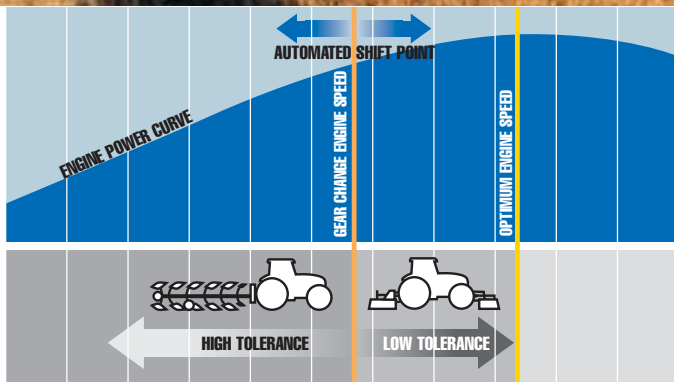 AUTOMATED SHIFT POINT
ENGINE POWER CURVE
GEAR CHANGE ENGINE SPEED
OPTIMUM ENGINE SPEED
HIGH TOLERANCE
LOW TOLERANCE